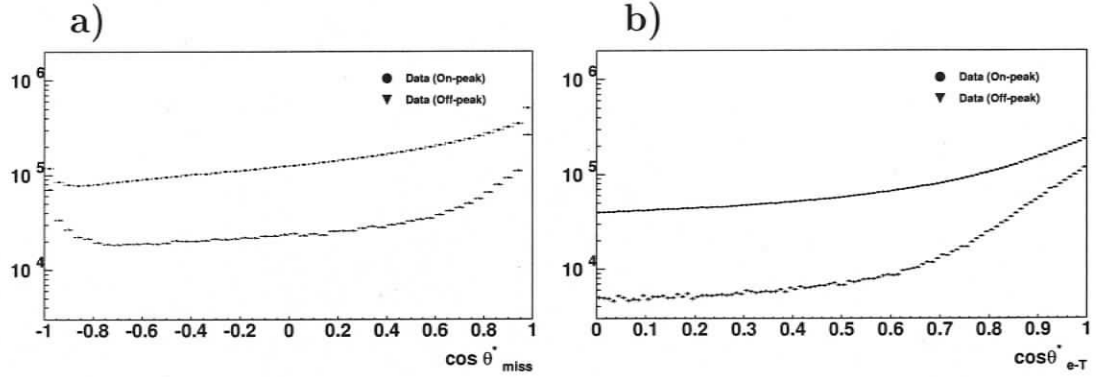 a)
10^6
10^5
10^4
Data (On-peak)
Data (Off-peak)
-1 -0.8 -0.6 -0.4 -0.2 0 0.2 0.4 0.6 0.8 1
cos θ*miss
b)
10^6
10^5
10^4
Data (On-peak)
Data (Off-peak)
0 0.1 0.2 0.3 0.4 0.5 0.6 0.7 0.8 0.9 1
cosθ*e-T